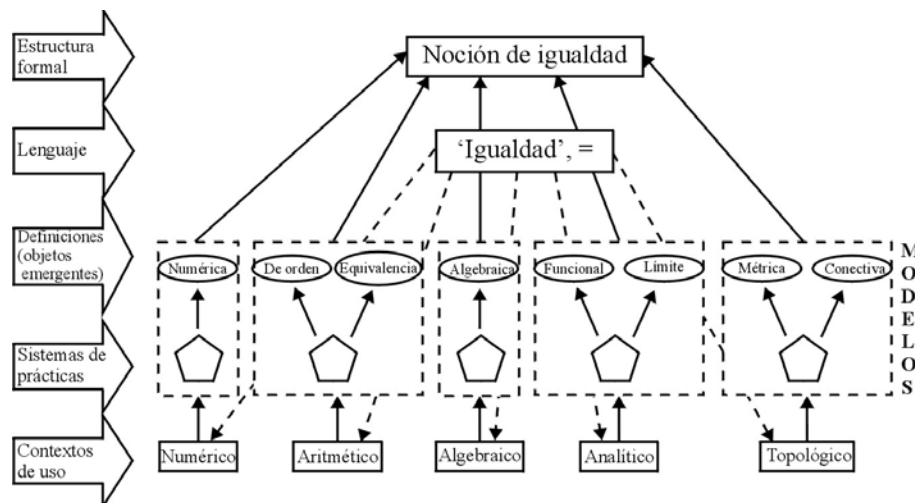 Estructura
formal
Noción de igualdad
Lenguaje
‘Igualdad’, =
Definiciones
(objetos
emergentes)
Numérica
De orden
Equivalencia
Algebraica
Funcional
Límite
Métrica
Conectiva
MODELOS
Sistemas de
prácticas
Contextos
de uso
Numérico
Aritmético
Algebraico
Analítico
Topológico